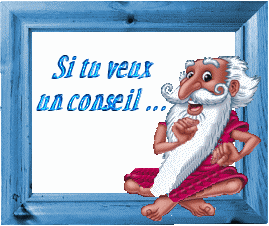 Si tu veux
un conseil ...